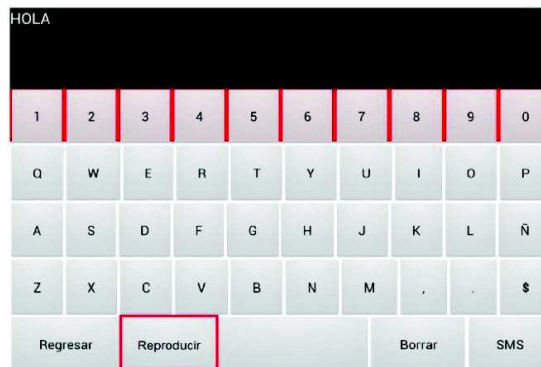 HOLA
1 2 3 4 5 6 7 8 9 0
Q W E R T Y U I O P
A S D F G H J K L Ñ
Z X C V B N M , . $
Regresar Reproducir Borrar SMS